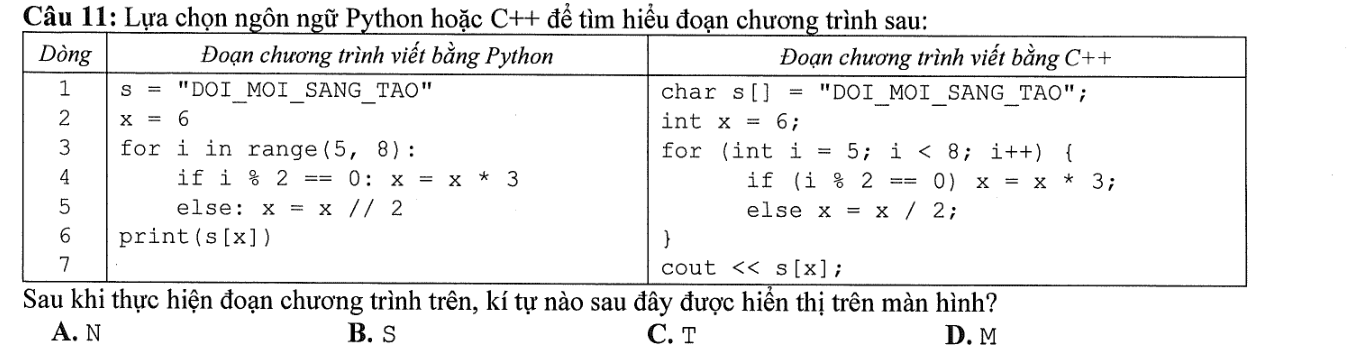 Câu 11: Lựa chọn ngôn ngữ Python hoặc C++ để tìm hiểu đoạn chương trình sau:
Dòng Đoạn chương trình viết bằng Python Đoạn chương trình viết bằng C++
1 s = "DOI_MOI_SANG_TAO" char s[] = "DOI_MOI_SANG_TAO";
2 x = 6 int x = 6;
3 for i in range(5, 8): for (int i = 5; i < 8; i++) {
4 if i % 2 == 0: x = x * 3 if (i % 2 == 0) x = x * 3;
5 else: x = x // 2 else x = x / 2;
6 print(s[x]) }
7 cout << s[x];
Sau khi thực hiện đoạn chương trình trên, kí tự nào sau đây được hiển thị trên màn hình?
A. N B. S C. T D. M